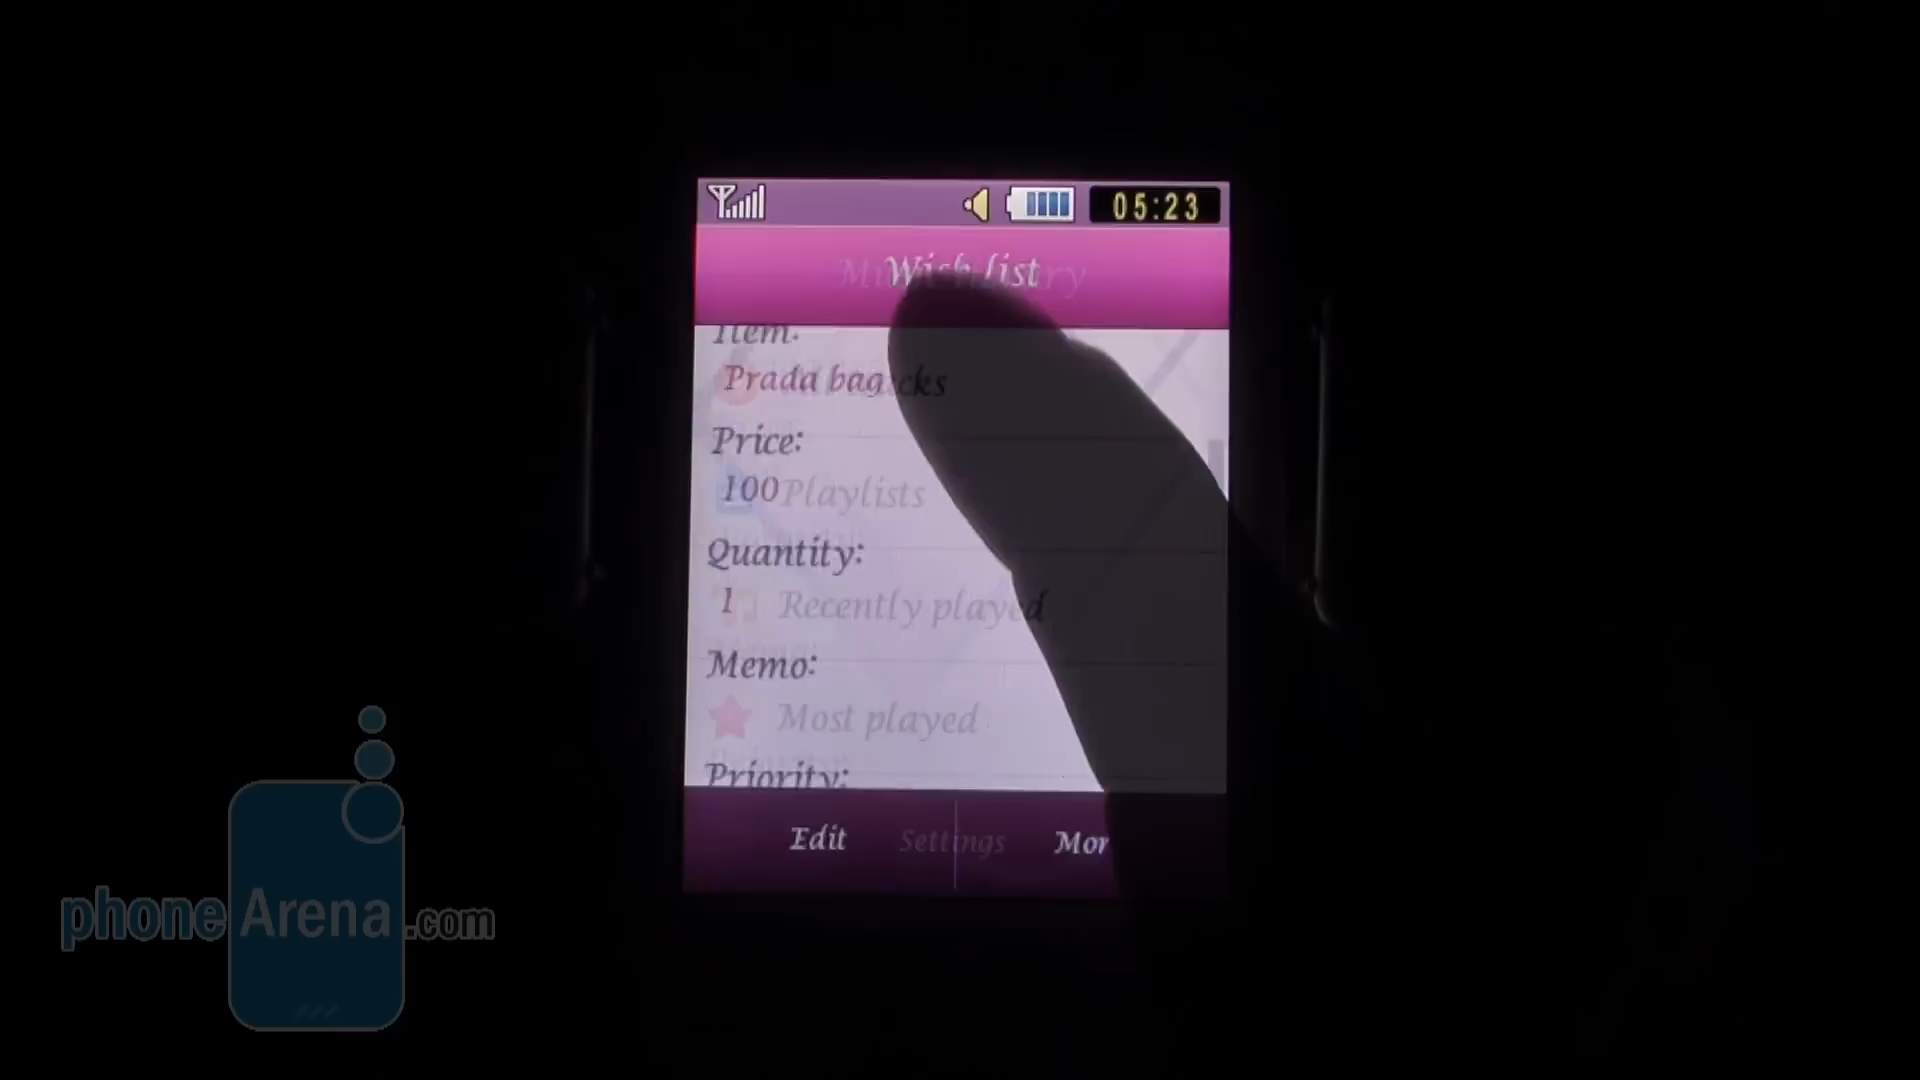 05:23
Wish list
Item:
Prada bag
Price:
100 Playlists
Quantity:
1 Recently played
Memo:
Most played
Priority:
Edit Settings Mor
phoneArena.com